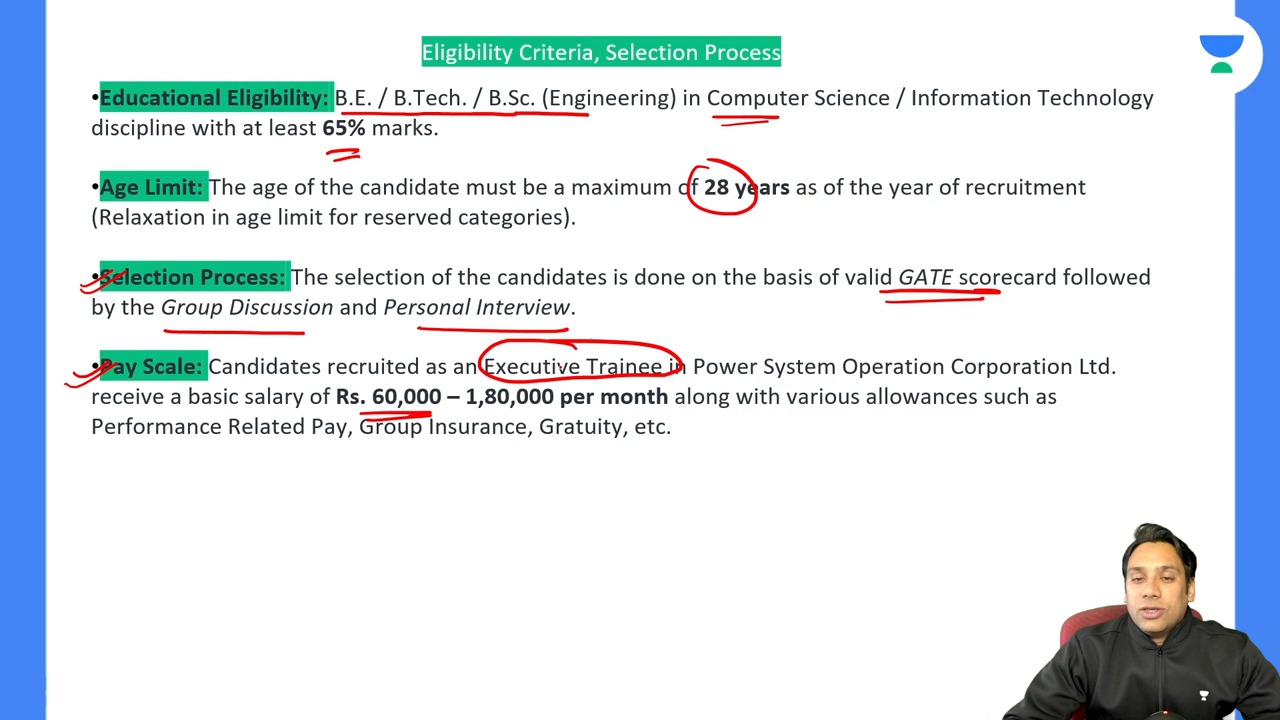 Eligibility Criteria, Selection Process
•Educational Eligibility: B.E. / B.Tech. / B.Sc. (Engineering) in Computer Science / Information Technology
discipline with at least 65% marks.
•Age Limit: The age of the candidate must be a maximum of 28 years as of the year of recruitment
(Relaxation in age limit for reserved categories).
•Selection Process: The selection of the candidates is done on the basis of valid GATE scorecard followed
by the Group Discussion and Personal Interview.
•Pay Scale: Candidates recruited as an Executive Trainee in Power System Operation Corporation Ltd.
receive a basic salary of Rs. 60,000 – 1,80,000 per month along with various allowances such as
Performance Related Pay, Group Insurance, Gratuity, etc.